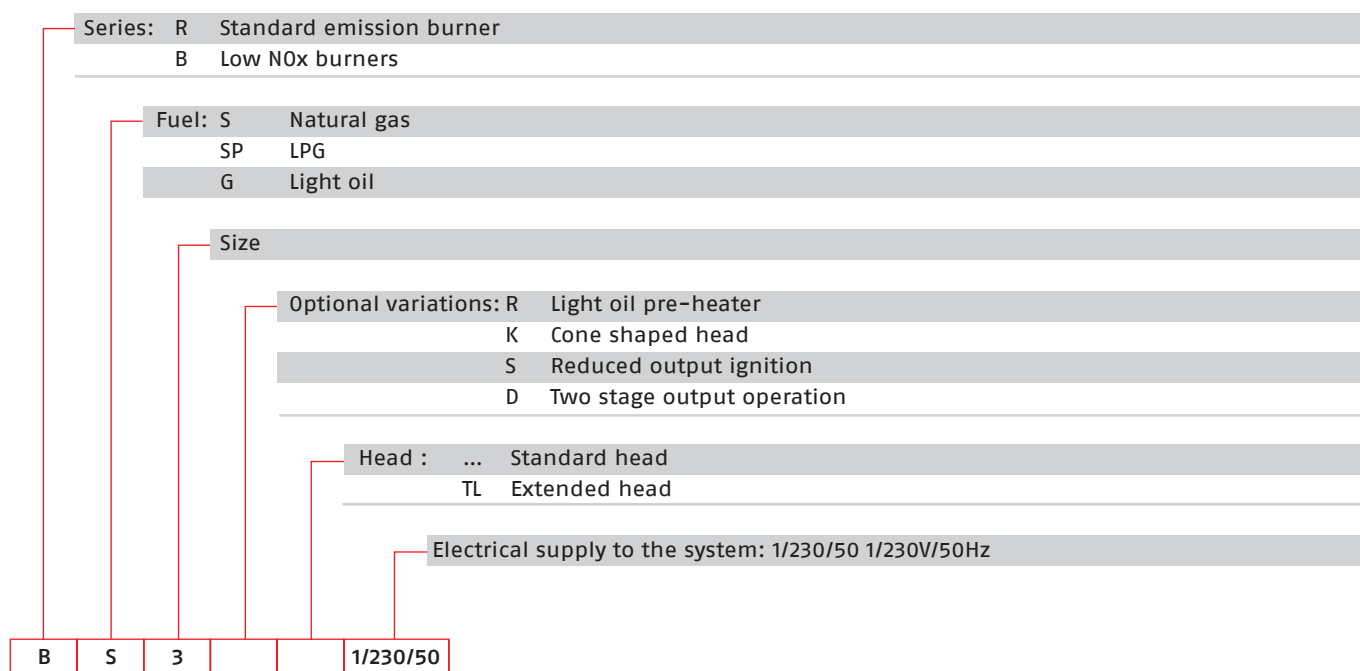 Series: R Standard emission burner
B Low N0x burners
Fuel: S Natural gas
SP LPG
G Light oil
Size
Optional variations: R Light oil pre-heater
K Cone shaped head
S Reduced output ignition
D Two stage output operation
Head : ... Standard head
TL Extended head
Electrical supply to the system: 1/230/50 1/230V/50Hz
B S 3 1/230/50